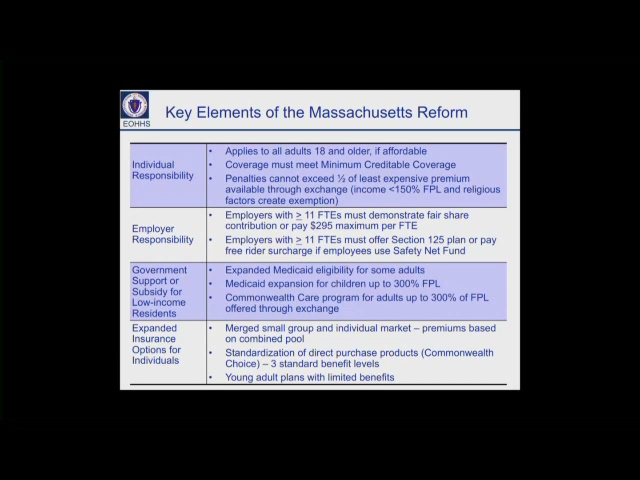 EOHHS
Key Elements of the Massachusetts Reform
Individual
Responsibility
• Applies to all adults 18 and older, if affordable
• Coverage must meet Minimum Creditable Coverage
• Penalties cannot exceed ½ of least expensive premium
available through exchange (income <150% FPL and religious
factors create exemption)
Employer
Responsibility
• Employers with ≥ 11 FTEs must demonstrate fair share
contribution or pay $295 maximum per FTE
• Employers with ≥ 11 FTEs must offer Section 125 plan or pay
free rider surcharge if employees use Safety Net Fund
Government
Support or
Subsidy for
Low-income
Residents
• Expanded Medicaid eligibility for some adults
• Medicaid expansion for children up to 300% FPL
• Commonwealth Care program for adults up to 300% of FPL
offered through exchange
Expanded
Insurance
Options for
Individuals
• Merged small group and individual market – premiums based
on combined pool
• Standardization of direct purchase products (Commonwealth
Choice) – 3 standard benefit levels
• Young adult plans with limited benefits